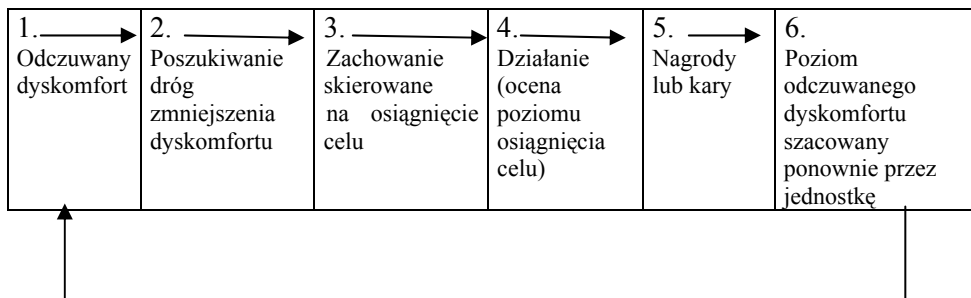 1.
Odczuwany
dyskomfort
2.
Poszukiwanie
dróg
zmniejszenia
dyskomfortu
3.
Zachowanie
skierowane
na osiągnięcie
celu
4.
Działanie
(ocena
poziomu
osiągnięcia
celu)
5.
Nagrody
lub kary
6.
Poziom
odczuwanego
dyskomfortu
szacowany
ponownie przez
jednostkę